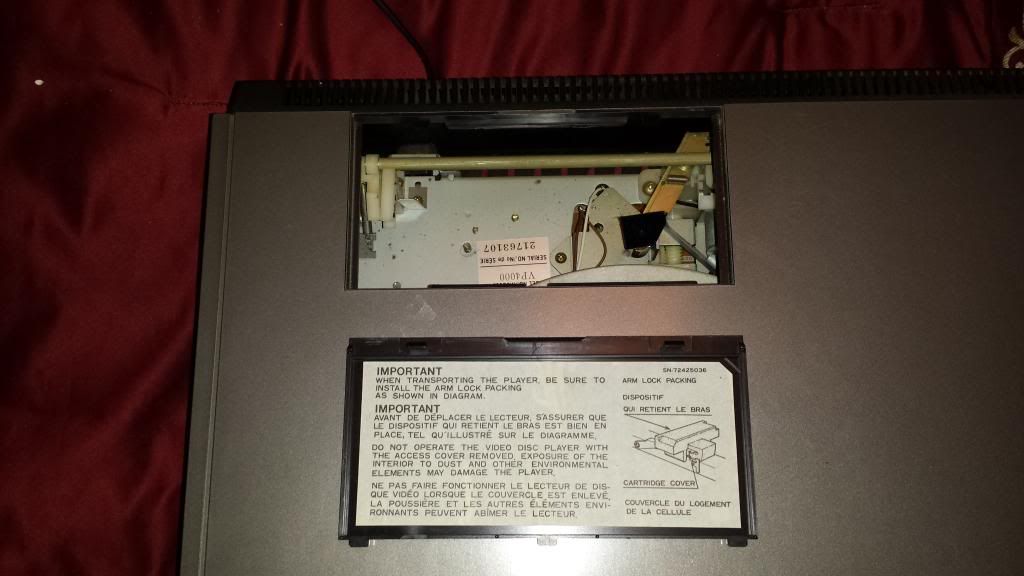 21763107
SERIAL NO./No de SÉRIE
VP4000
IMPORTANT
WHEN TRANSPORTING THE PLAYER, BE SURE TO
INSTALL THE ARM LOCK PACKING
AS SHOWN IN DIAGRAM.
IMPORTANT
AVANT DE DÉPLACER LE LECTEUR, S'ASSURER QUE
LE DISPOSITIF QUI RETIENT LE BRAS EST BIEN EN
PLACE, TEL QU'ILLUSTRÉ SUR LE DIAGRAMME.
DO NOT OPERATE THE VIDEO DISC PLAYER WITH
THE ACCESS COVER REMOVED. EXPOSURE OF THE
INTERIOR TO DUST AND OTHER ENVIRONMENTAL
ELEMENTS MAY DAMAGE THE PLAYER.
NE PAS FAIRE FONCTIONNER LE LECTEUR DE DIS-
QUE VIDÉO LORSQUE LE COUVERCLE EST ENLEVÉ,
LA POUSSIÈRE ET LES AUTRES ÉLÉMENTS ENVI-
RONNANTS PEUVENT ABÎMER LE LECTEUR.
SN-72425036
ARM LOCK PACKING
DISPOSITIF
QUI RETIENT LE BRAS
CARTRIDGE COVER
COUVERCLE DU LOGEMENT
DE LA CELLULE